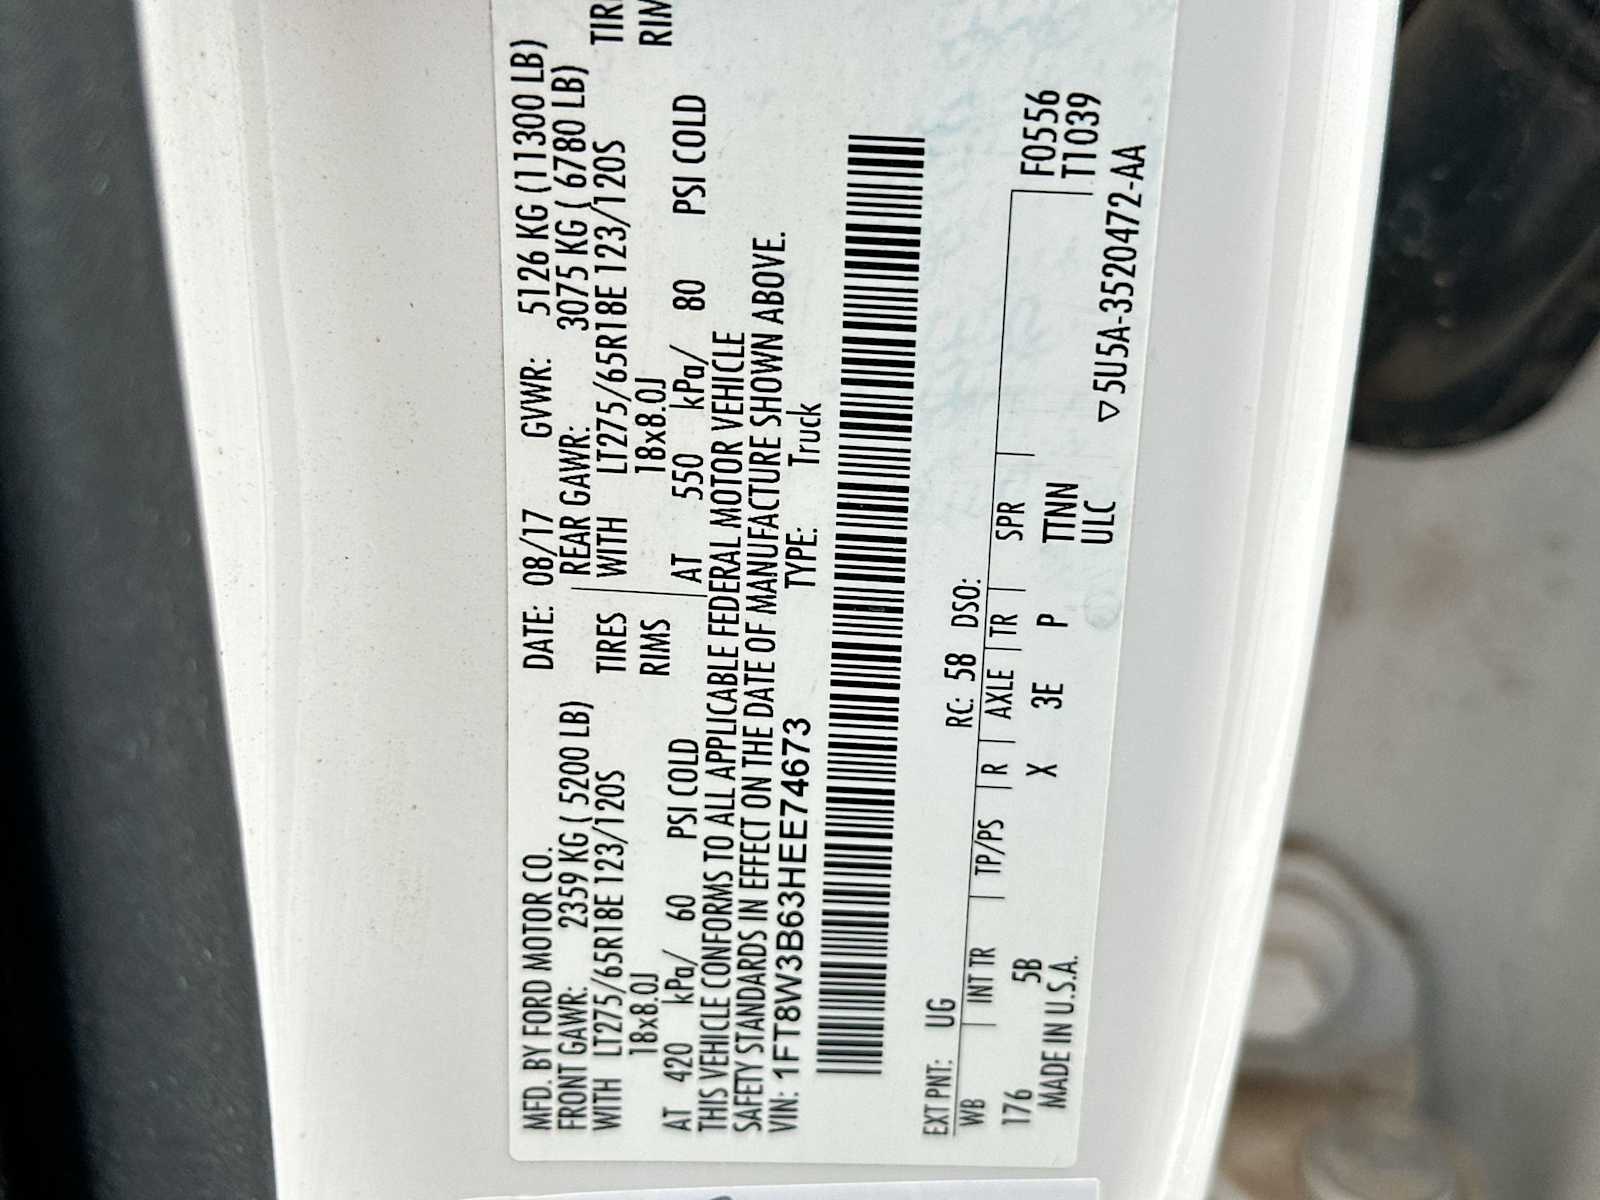 MFD. BY FORD MOTOR CO. DATE: 08/17 GVWR: 5126 KG (11300 LB)
FRONT GAWR: 2359 KG ( 5200 LB) REAR GAWR: 3075 KG ( 6780 LB)
WITH LT275/65R18E 123/120S TIRES WITH LT275/65R18E 123/120S TIR
18x8.0J RIMS 18x8.0J RIM
AT 420 kPa/ 60 PSI COLD AT 550 kPa/ 80 PSI COLD
THIS VEHICLE CONFORMS TO ALL APPLICABLE FEDERAL MOTOR VEHICLE
SAFETY STANDARDS IN EFFECT ON THE DATE OF MANUFACTURE SHOWN ABOVE.
VIN: 1FT8W3B63HEE74673 TYPE: Truck
EXT PNT: UG RC: 58 DSO:
WB INT TR TP/PS R AXLE TR SPR
176 5B X 3E P TTNN F0556
MADE IN U.S.A. ULC T1039
▽5U5A-3520472-AA